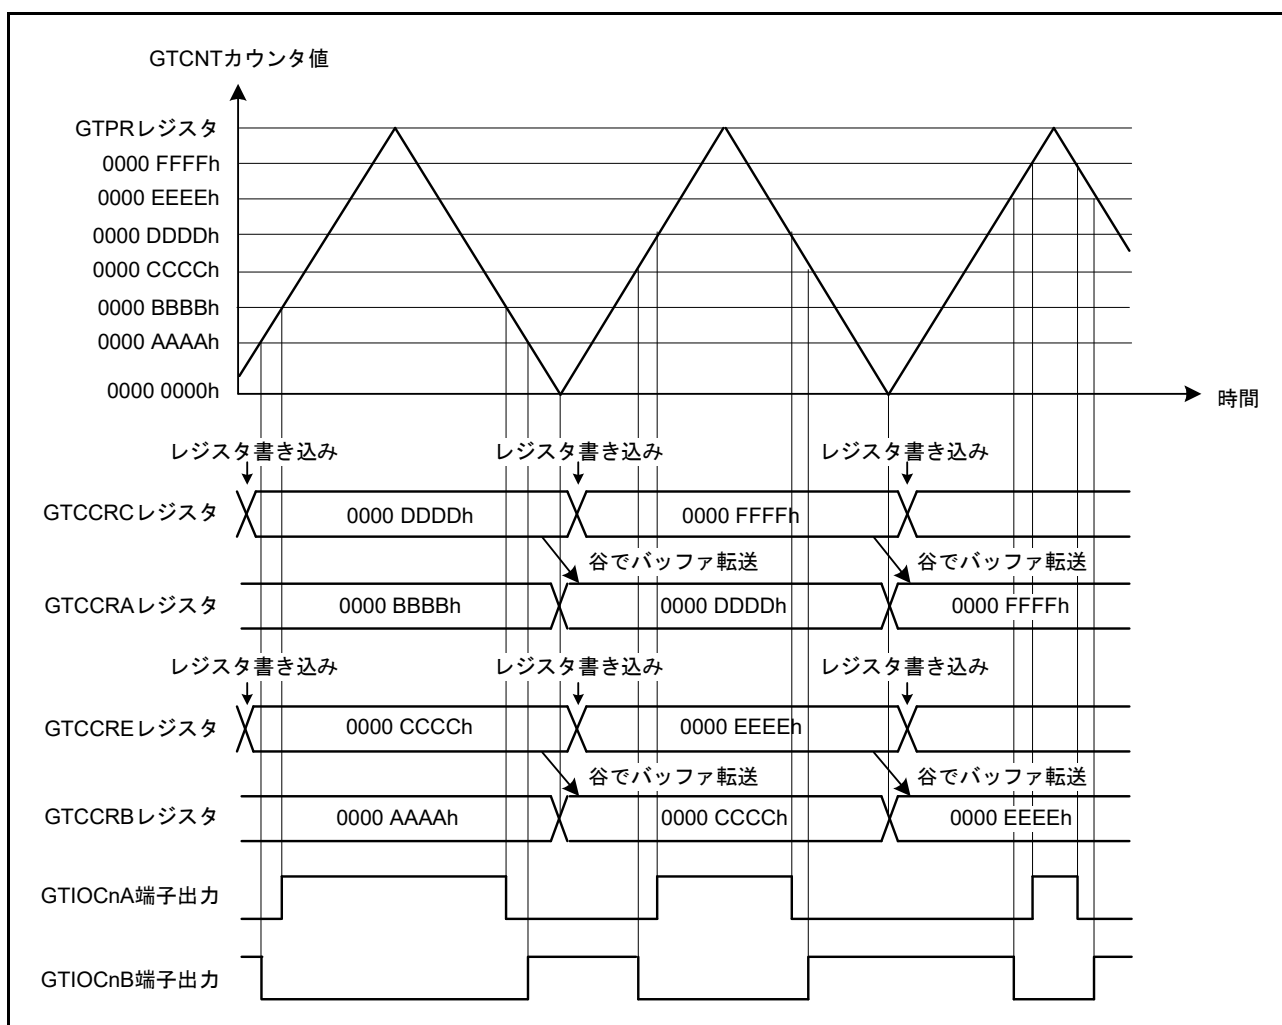 GTCNTカウンタ値
GTPRレジスタ
0000 FFFFh
0000 EEEEh
0000 DDDDh
0000 CCCCh
0000 BBBBh
0000 AAAAh
0000 0000h
時間
レジスタ書き込み レジスタ書き込み レジスタ書き込み
GTCCRCレジスタ 0000 DDDDh 0000 FFFFh
谷でバッファ転送 谷でバッファ転送
GTCCRAレジスタ 0000 BBBBh 0000 DDDDh 0000 FFFFh
レジスタ書き込み レジスタ書き込み レジスタ書き込み
GTCCREレジスタ 0000 CCCCh 0000 EEEEh
谷でバッファ転送 谷でバッファ転送
GTCCRBレジスタ 0000 AAAAh 0000 CCCCh 0000 EEEEh
GTIOCnA端子出力
GTIOCnB端子出力